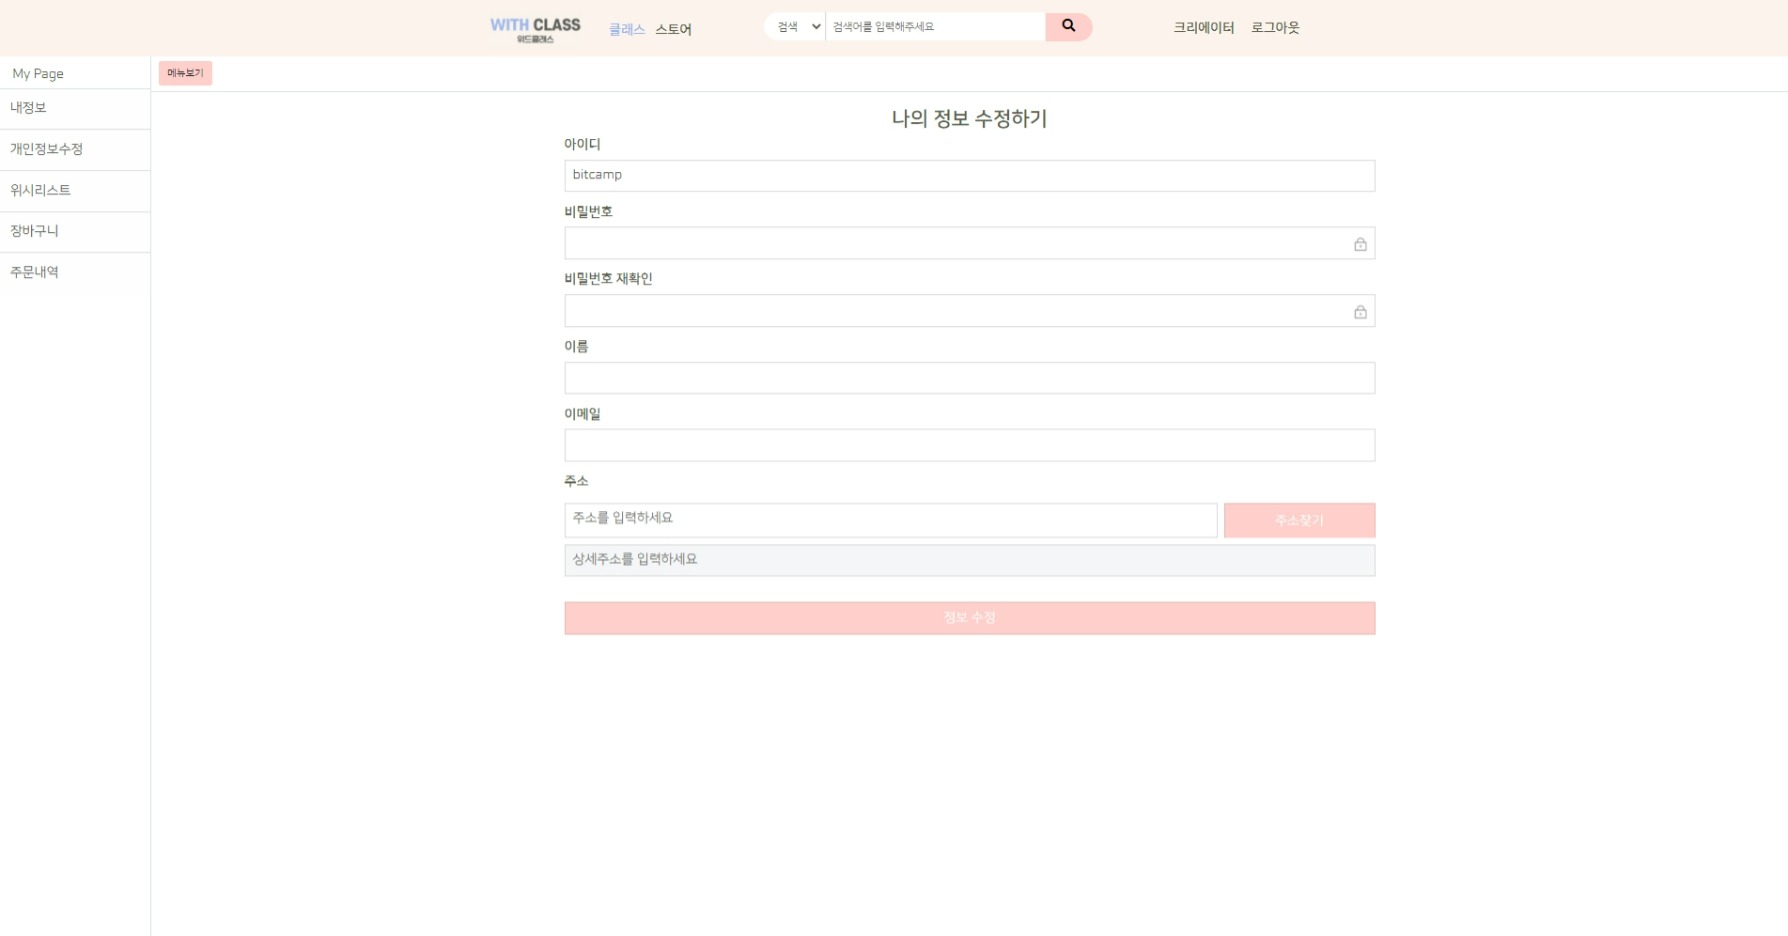 WITH CLASS
위드클래스
클래스 스토어
검색 검색어를 입력해주세요
크리에이터 로그아웃
My Page
메뉴보기
내정보
개인정보수정
위시리스트
장바구니
주문내역
나의 정보 수정하기
아이디
bitcamp
비밀번호
비밀번호 재확인
이름
이메일
주소
주소를 입력하세요
주소찾기
상세주소를 입력하세요
정보 수정